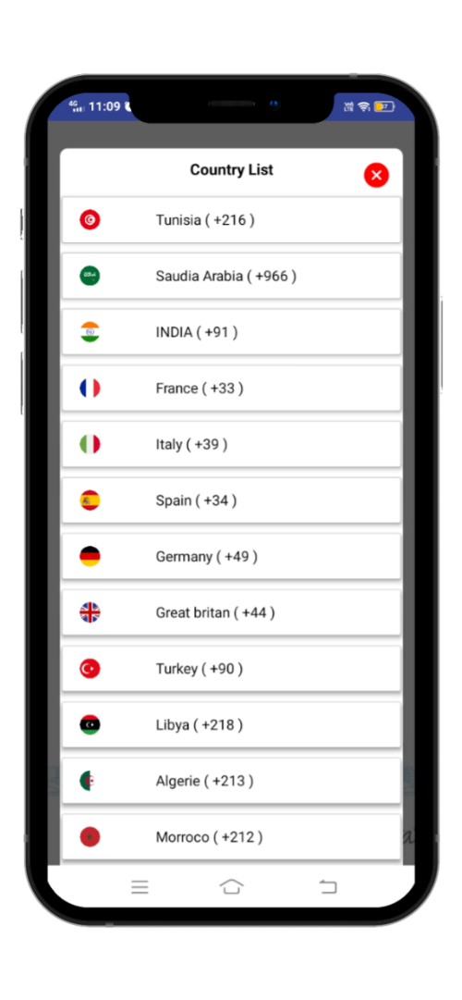 4G 11:09
Country List
Tunisia ( +216 )
Saudia Arabia ( +966 )
INDIA ( +91 )
France ( +33 )
Italy ( +39 )
Spain ( +34 )
Germany ( +49 )
Great britan ( +44 )
Turkey ( +90 )
Libya ( +218 )
Algerie ( +213 )
Morroco ( +212 )